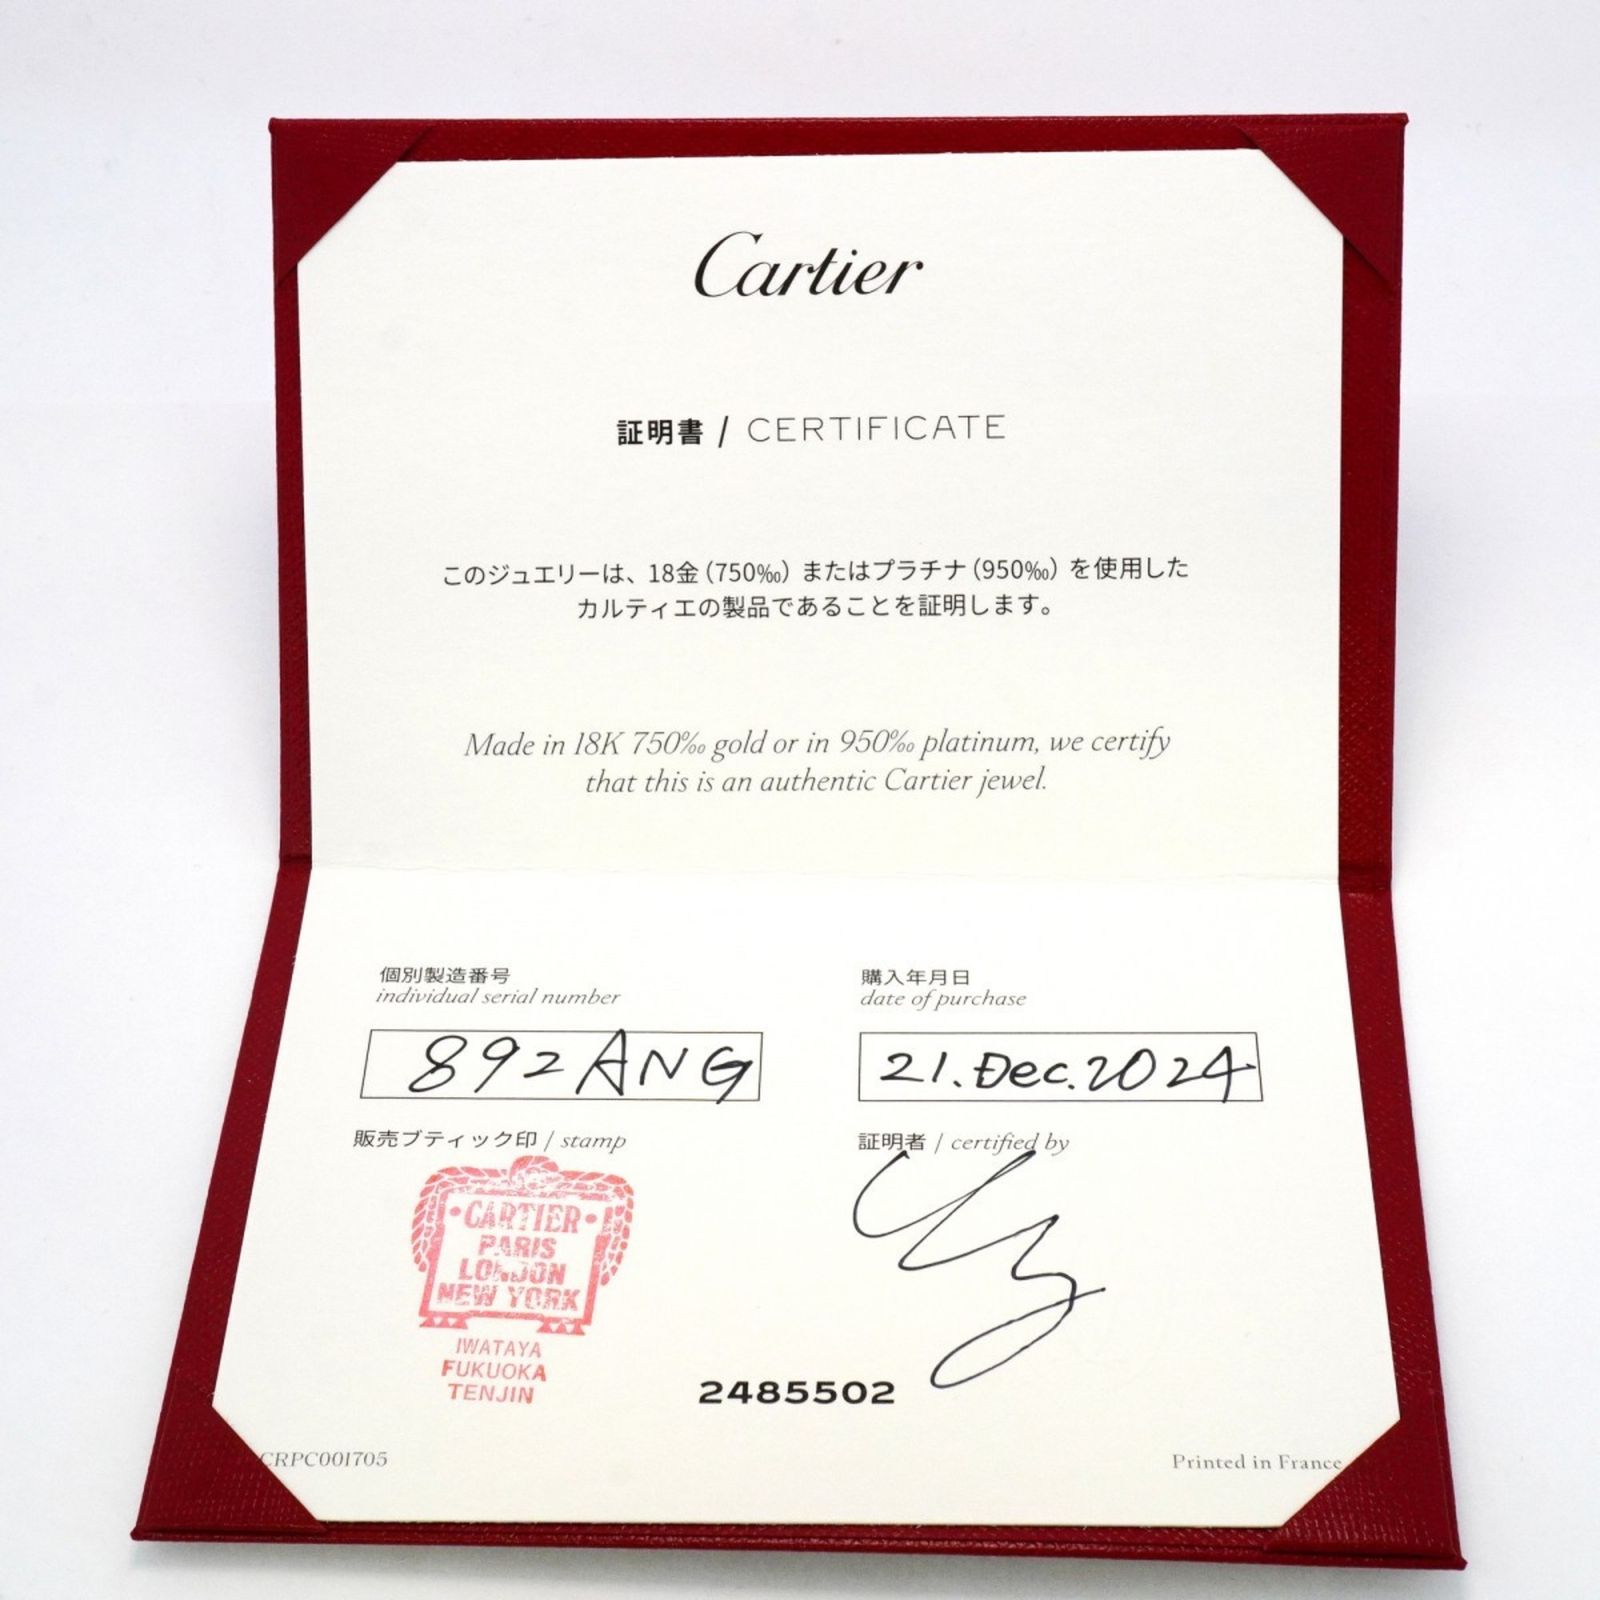 Cartier
証明書 / CERTIFICATE
このジュエリーは、18金（750‰）またはプラチナ（950‰）を使用した
カルティエの製品であることを証明します。
Made in 18K 750‰ gold or in 950‰ platinum, we certify
that this is an authentic Cartier jewel.
個別製造番号
individual serial number
892ANG
購入年月日
date of purchase
21.Dec.2024
販売ブティック印 / stamp
・CARTIER・
PARIS
LONDON
NEW YORK
IWATAYA
FUKUOKA
TENJIN
証明者 / certified by
2485502
CRPC001705
Printed in France